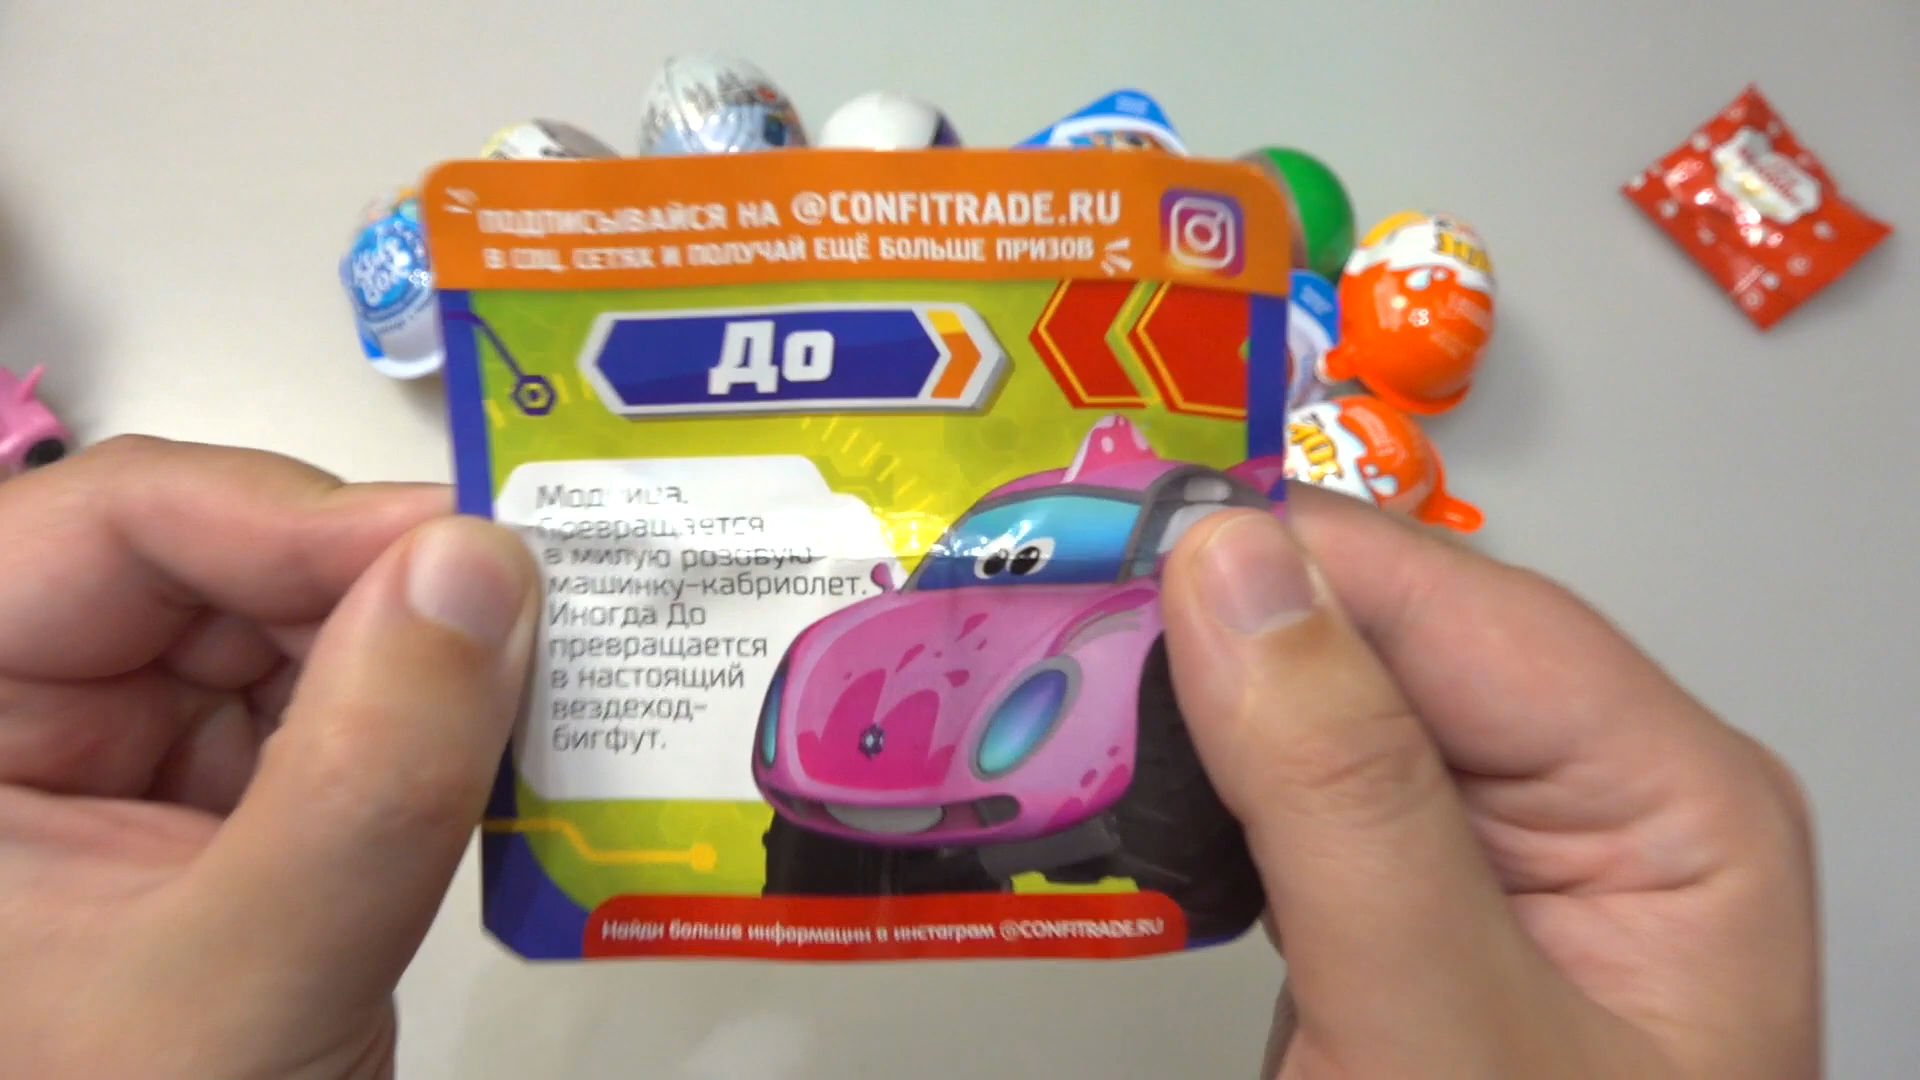 ПОДПИСЫВАЙСЯ НА @CONFITRADE.RU
В СОЦ. СЕТЯХ И ПОЛУЧАЙ ЕЩЁ БОЛЬШЕ ПРИЗОВ
До
Модница.
Превращается
в милую розовую
машинку-кабриолет.
Иногда До
превращается
в настоящий
вездеход-
бигфут.
Найди больше информации в инстаграм @CONFITRADE.RU